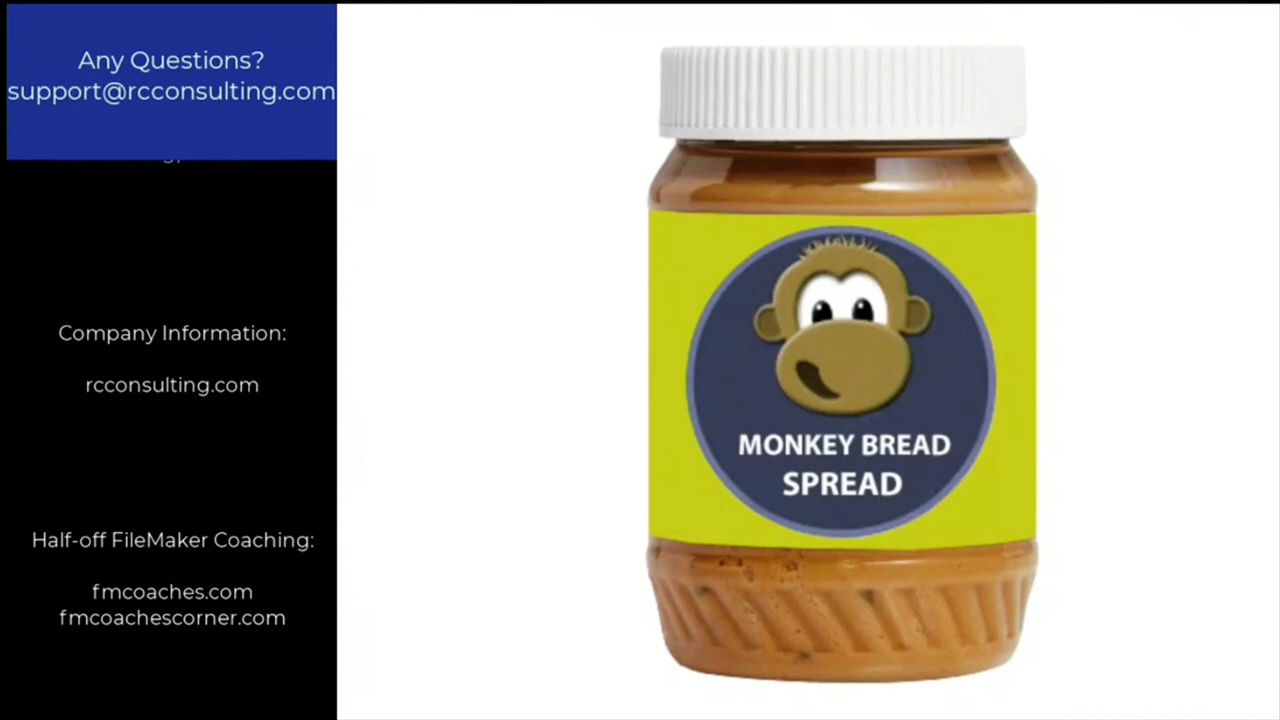 Any Questions?
support@rcconsulting.com
Company Information:
rcconsulting.com
Half-off FileMaker Coaching:
fmcoaches.com
fmcoachescorner.com
MONKEY BREAD
SPREAD